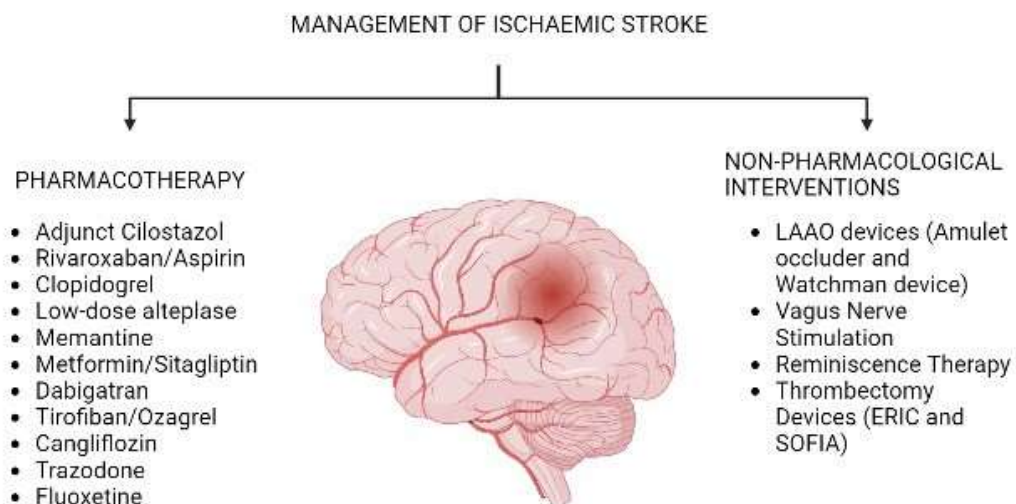 MANAGEMENT OF ISCHAEMIC STROKE
PHARMACOTHERAPY
• Adjunct Cilostazol
• Rivaroxaban/Aspirin
• Clopidogrel
• Low-dose alteplase
• Memantine
• Metformin/Sitagliptin
• Dabigatran
• Tirofiban/Ozagrel
• Cangliflozin
• Trazodone
• Fluoxetine
NON-PHARMACOLOGICAL
INTERVENTIONS
• LAAO devices (Amulet
occluder and
Watchman device)
• Vagus Nerve
Stimulation
• Reminiscence Therapy
• Thrombectomy
Devices (ERIC and
SOFIA)